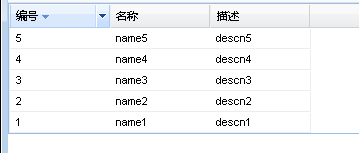 编号 名称 描述
5 name5 descn5
4 name4 descn4
3 name3 descn3
2 name2 descn2
1 name1 descn1